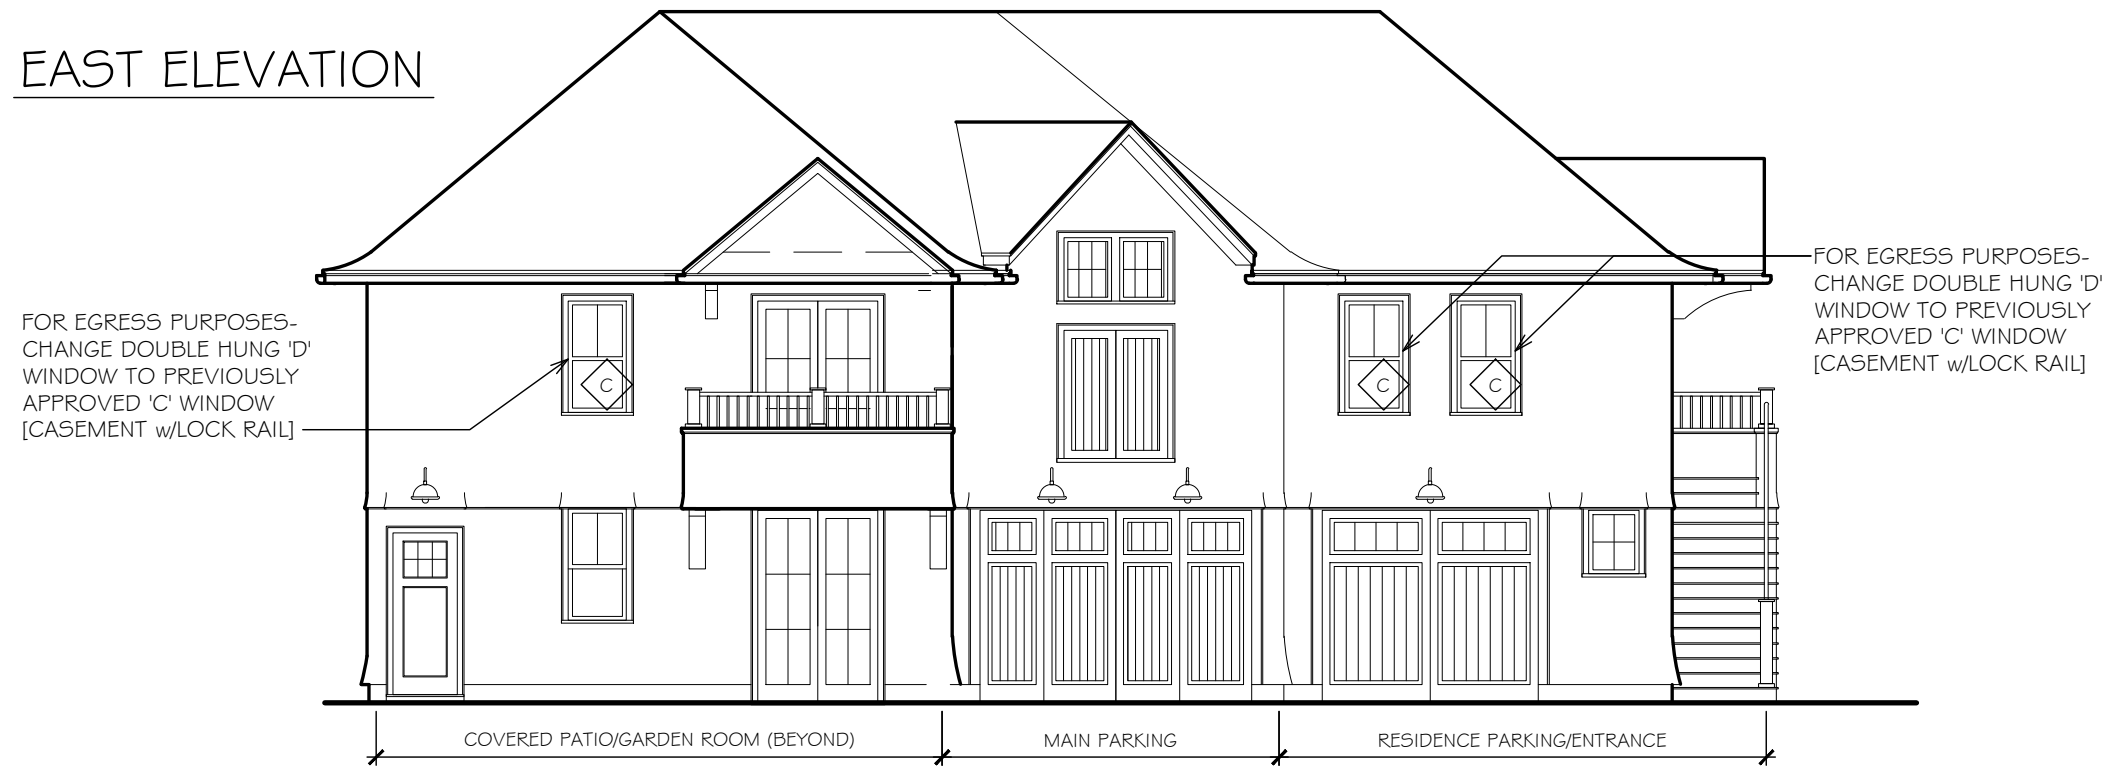 EAST ELEVATION
FOR EGRESS PURPOSES-
CHANGE DOUBLE HUNG 'D'
WINDOW TO PREVIOUSLY
APPROVED 'C' WINDOW
[CASEMENT w/LOCK RAIL]
C
C
C
FOR EGRESS PURPOSES-
CHANGE DOUBLE HUNG 'D'
WINDOW TO PREVIOUSLY
APPROVED 'C' WINDOW
[CASEMENT w/LOCK RAIL]
COVERED PATIO/GARDEN ROOM (BEYOND)
MAIN PARKING
RESIDENCE PARKING/ENTRANCE